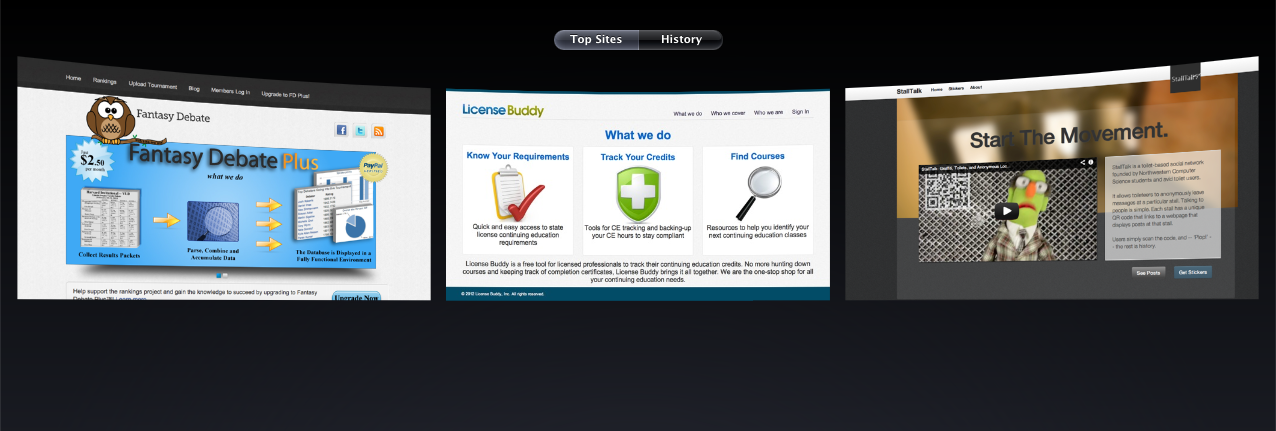 Top Sites
History
Home
Rankings
Upload Tournament
Blog
Members Log In
Upgrade to FD Plus!
Fantasy Debate
$2.50
per month
Fantasy Debate Plus
what we do
PayPal
Collect Results Packets
Parse, Combine and
Accumulate Data
The Database is Displayed in a
Fully Functional Environment
Help support the rankings project and gain the knowledge to succeed by upgrading to Fantasy
Upgrade Now
License Buddy
What we do
Who we cover
Who we are
Sign In
What we do
Know Your Requirements
Quick and easy access to state
license continuing education
requirements
Track Your Credits
Tools for CE tracking and backing-up
your CE hours to stay compliant
Find Courses
Resources to help you identify your
next continuing education classes
License Buddy is a free tool for licensed professionals to track their continuing education credits. No more hunting down
courses and keeping track of completion certificates, License Buddy brings it all together. We are the one-stop shop for all
your continuing education needs.
© 2012 License Buddy, Inc. All rights reserved.
StallTalk
Home
Stickers
About
StallTalk
Start The Movement.
StallTalk - Death, Toilets, and Anonymous Loo...
StallTalk is a toilet-based social network
founded by Northwestern Computer
Science students and avid toilet users.
It allows toileteers to anonymously leave
messages at a particular stall. Talking to
people is simple. Each stall has a unique
QR code that links to a webpage that
displays posts at that stall.
Users simply scan the code, and -- "Plop!" -
- the rest is history.
See Posts
Get Stickers